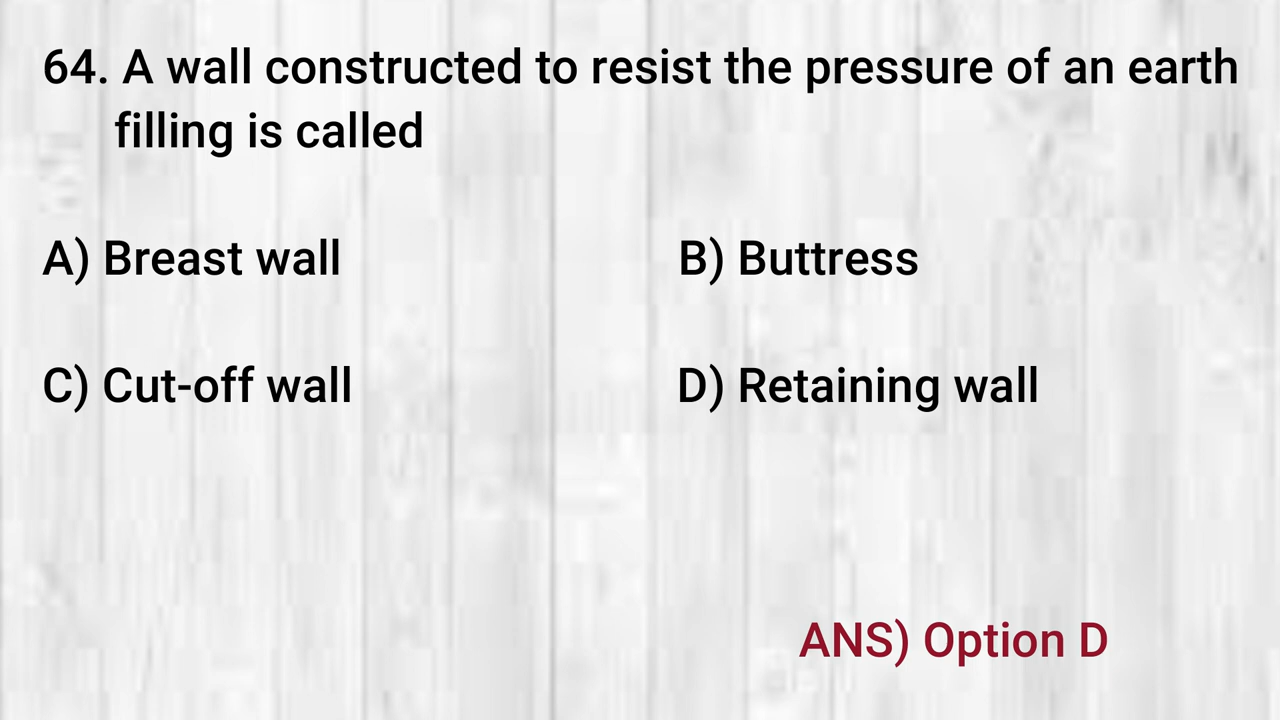 64. A wall constructed to resist the pressure of an earth
filling is called
A) Breast wall
B) Buttress
C) Cut-off wall
D) Retaining wall
ANS) Option D